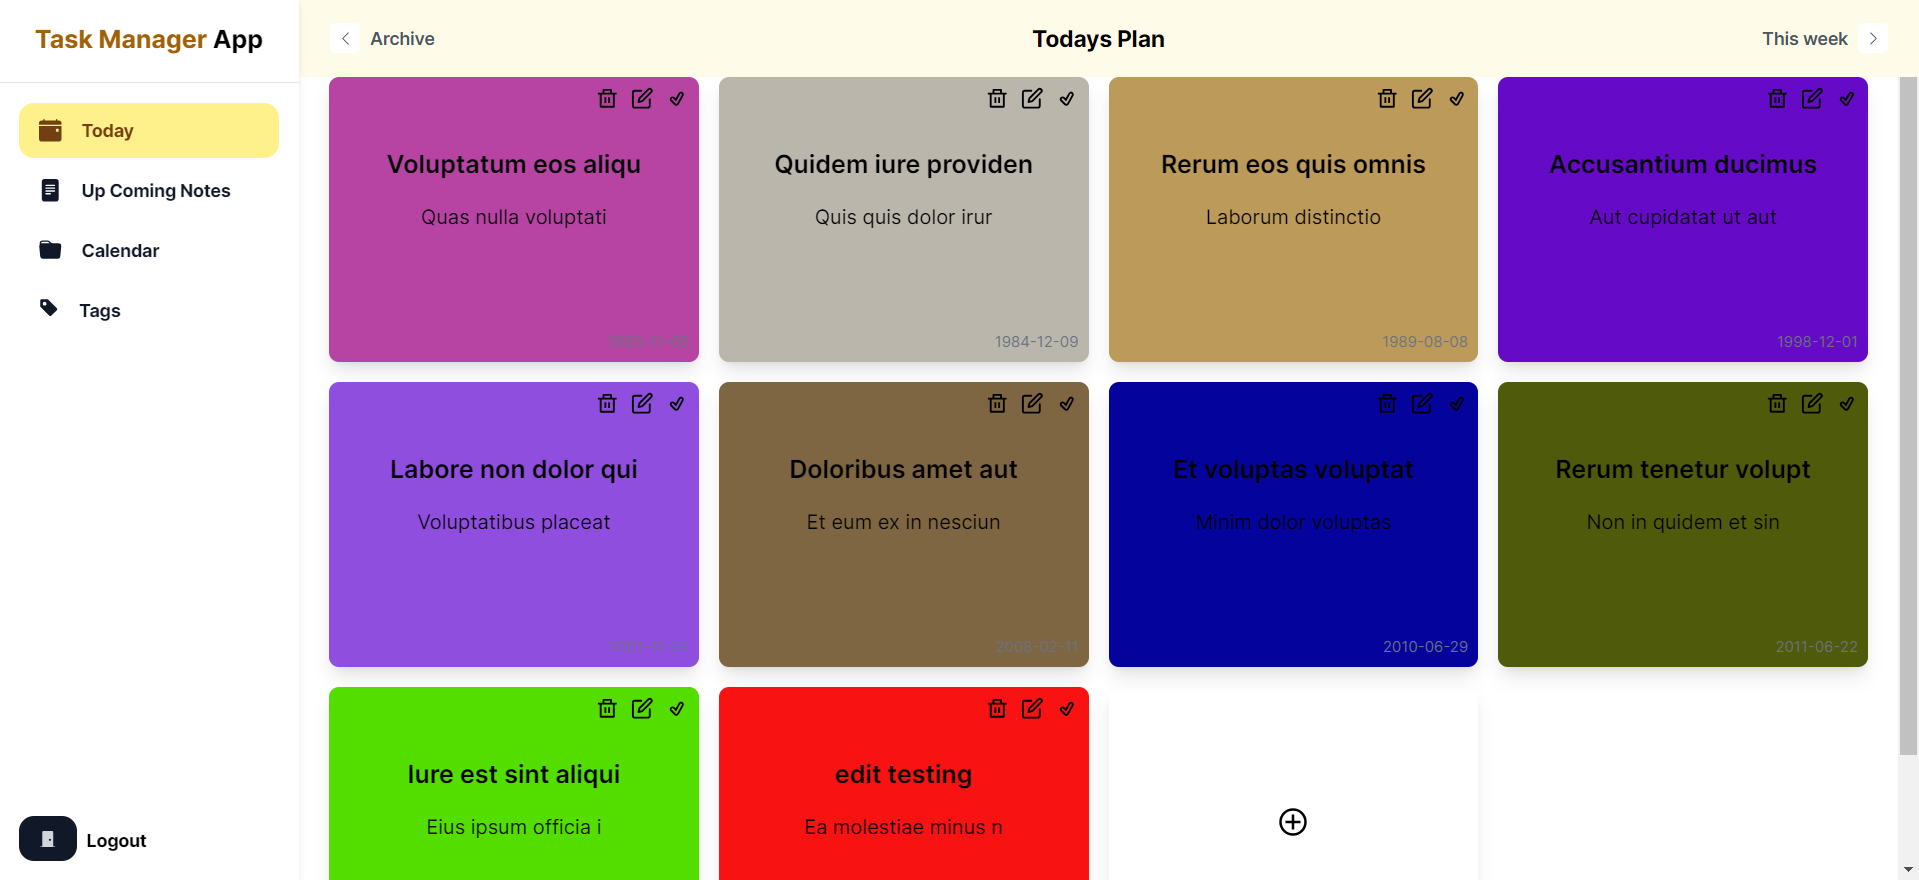 Task Manager App
Today
Up Coming Notes
Calendar
Tags
Logout
Archive
Todays Plan
This week
Voluptatum eos aliqu
Quas nulla voluptati
Quidem iure providen
Quis quis dolor irur
1984-12-09
Rerum eos quis omnis
Laborum distinctio
1989-08-08
Accusantium ducimus
Aut cupidatat ut aut
1998-12-01
Labore non dolor qui
Voluptatibus placeat
Doloribus amet aut
Et eum ex in nesciun
2008-02-11
Et voluptas voluptat
Minim dolor voluptas
2010-06-29
Rerum tenetur volupt
Non in quidem et sin
2011-06-22
Iure est sint aliqui
Eius ipsum officia i
edit testing
Ea molestiae minus n